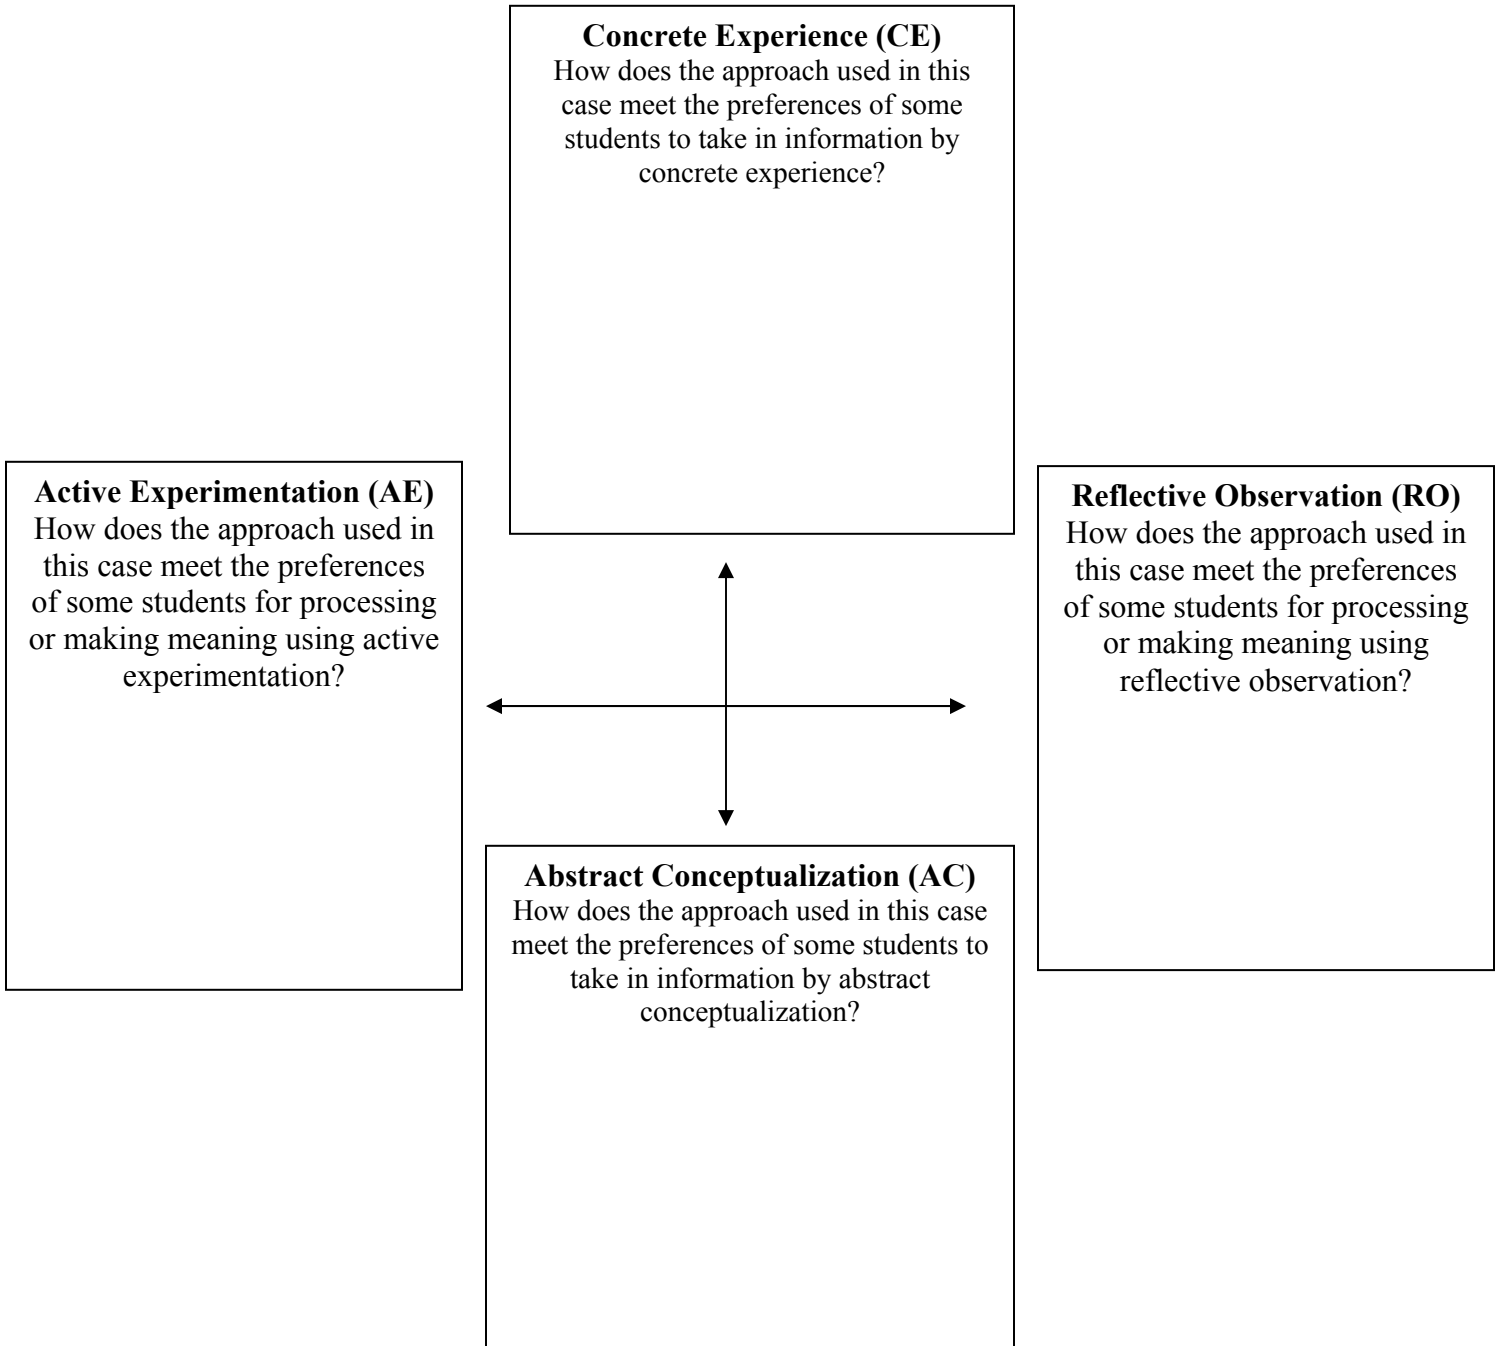 Concrete Experience (CE)
How does the approach used in this
case meet the preferences of some
students to take in information by
concrete experience?
Active Experimentation (AE)
How does the approach used in
this case meet the preferences
of some students for processing
or making meaning using active
experimentation?
Reflective Observation (RO)
How does the approach used in
this case meet the preferences
of some students for processing
or making meaning using
reflective observation?
Abstract Conceptualization (AC)
How does the approach used in this case
meet the preferences of some students to
take in information by abstract
conceptualization?